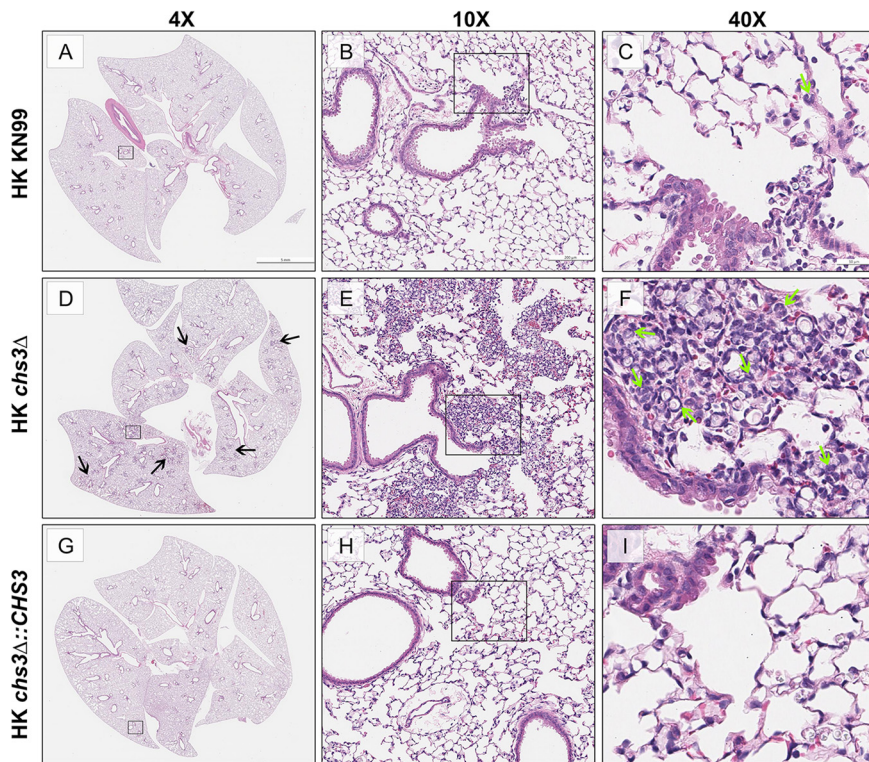 4X 10X 40X
HK KN99
A B C
HK chs3Δ
D E F
HK chs3Δ::CHS3
G H I